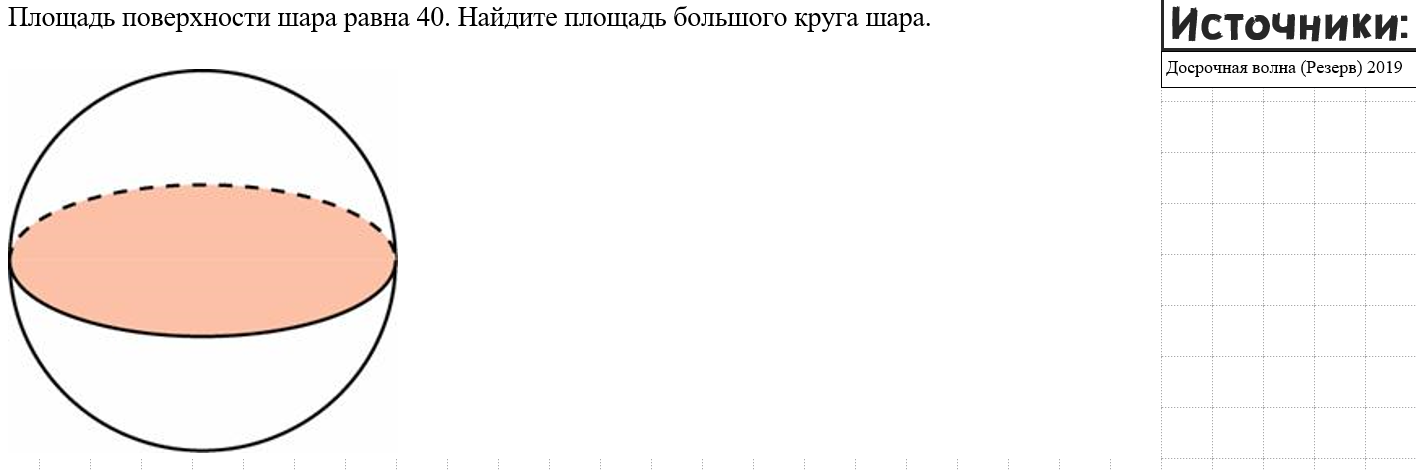 Площадь поверхности шара равна 40. Найдите площадь большого круга шара.
Источники:
Досрочная волна (Резерв) 2019